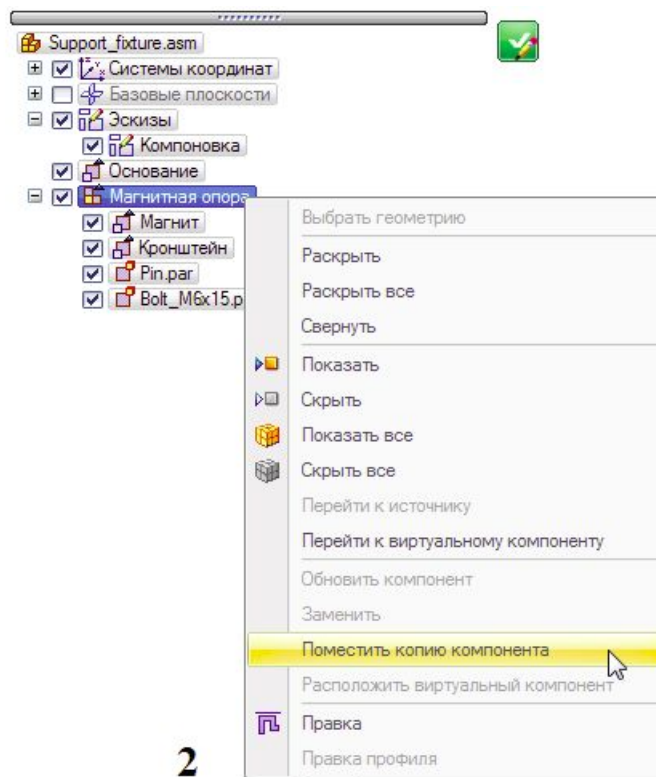 Support_fixture.asm
Системы координат
Базовые плоскости
Эскизы
Компоновка
Основание
Магнитная опора
Магнит
Кронштейн
Pin.par
Bolt_M6x15.p
Выбрать геометрию
Раскрыть
Раскрыть все
Свернуть
Показать
Скрыть
Показать все
Скрыть все
Перейти к источнику
Перейти к виртуальному компоненту
Обновить компонент
Заменить
Поместить копию компонента
Расположить виртуальный компонент
Правка
Правка профиля
2